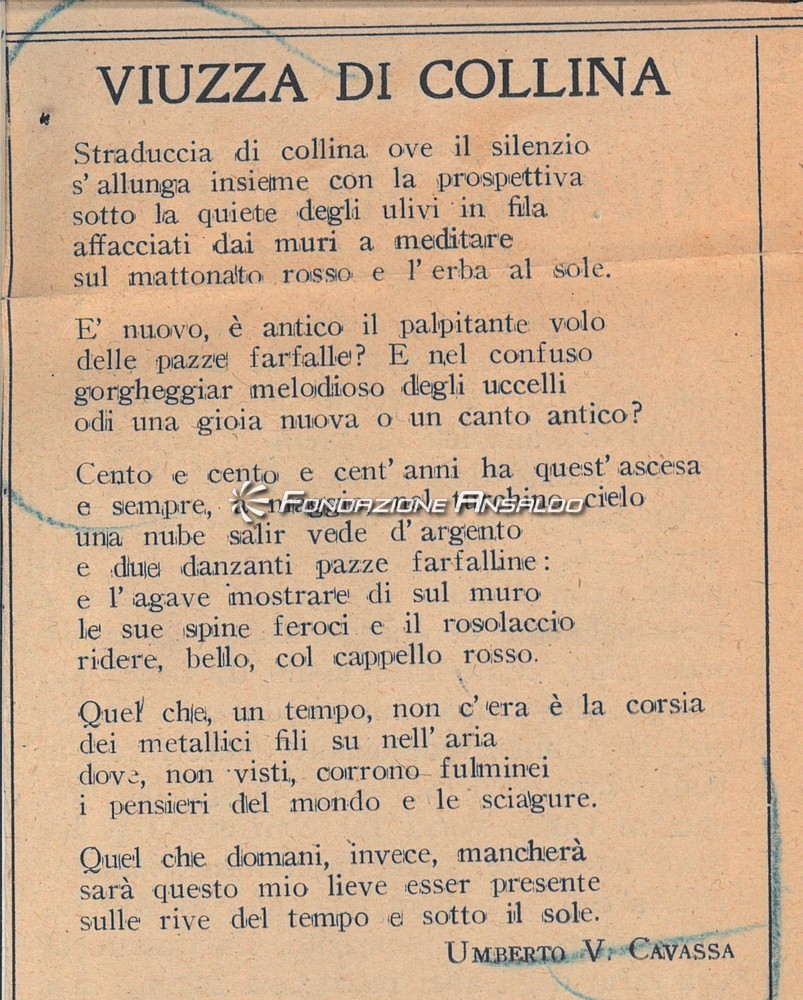 VIUZZA DI COLLINA
Straduccia di collina ove il silenzio
s'allunga insieme con la prospettiva
sotto la quiete degli ulivi in fila
affacciati dai muri a meditare
sul mattonato rosso e l'erba al sole.
E' nuovo, è antico il palpitante volo
delle pazze farfalle? E nel confuso
gorgheggiar melodioso degli uccelli
odi una gioia nuova o un canto antico?
Cento e cento e cent'anni ha quest'ascesa
e sempre, a maggio, nel turchino cielo
FONDAZIONE ANSALDO
una nube salir vede d'argento
e due danzanti pazze farfalline:
e l'agave mostrare di sul muro
le sue spine feroci e il rosolaccio
ridere, bello, col cappello rosso.
Quel che, un tempo, non c'era è la corsia
dei metallici fili su nell'aria
dove, non visti, corrono fulminei
i pensieri del mondo e le sciagure.
Quel che domani, invece, mancherà
sarà questo mio lieve esser presente
sulle rive del tempo e sotto il sole.
UMBERTO V. CAVASSA